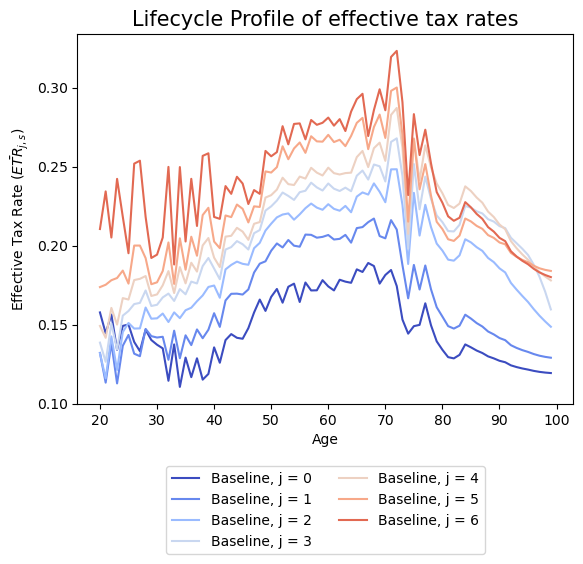 Lifecycle Profile of effective tax rates
Effective Tax Rate ($\bar{ETR}_{j,s}$)
0.30
0.25
0.20
0.15
0.10
20 30 40 50 60 70 80 90 100
Age
Baseline, j = 0 Baseline, j = 4
Baseline, j = 1 Baseline, j = 5
Baseline, j = 2 Baseline, j = 6
Baseline, j = 3